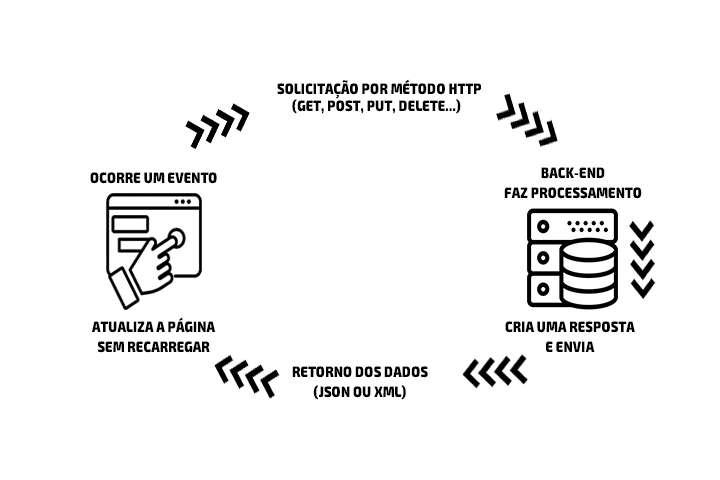 SOLICITAÇÃO POR MÉTODO HTTP
(GET, POST, PUT, DELETE...)
OCORRE UM EVENTO
BACK-END
FAZ PROCESSAMENTO
ATUALIZA A PÁGINA
SEM RECARREGAR
CRIA UMA RESPOSTA
E ENVIA
RETORNO DOS DADOS
(JSON OU XML)